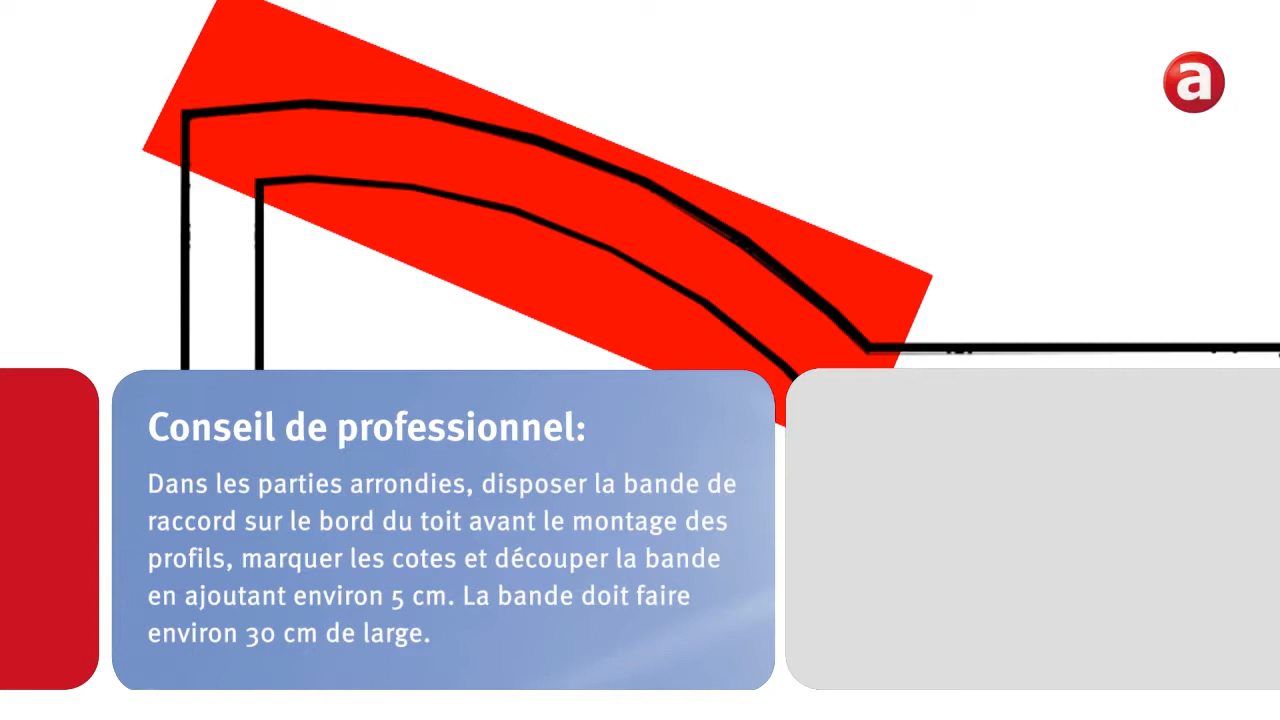 a
Conseil de professionnel:
Dans les parties arrondies, disposer la bande de
raccord sur le bord du toit avant le montage des
profils, marquer les cotes et découper la bande
en ajoutant environ 5 cm. La bande doit faire
environ 30 cm de large.